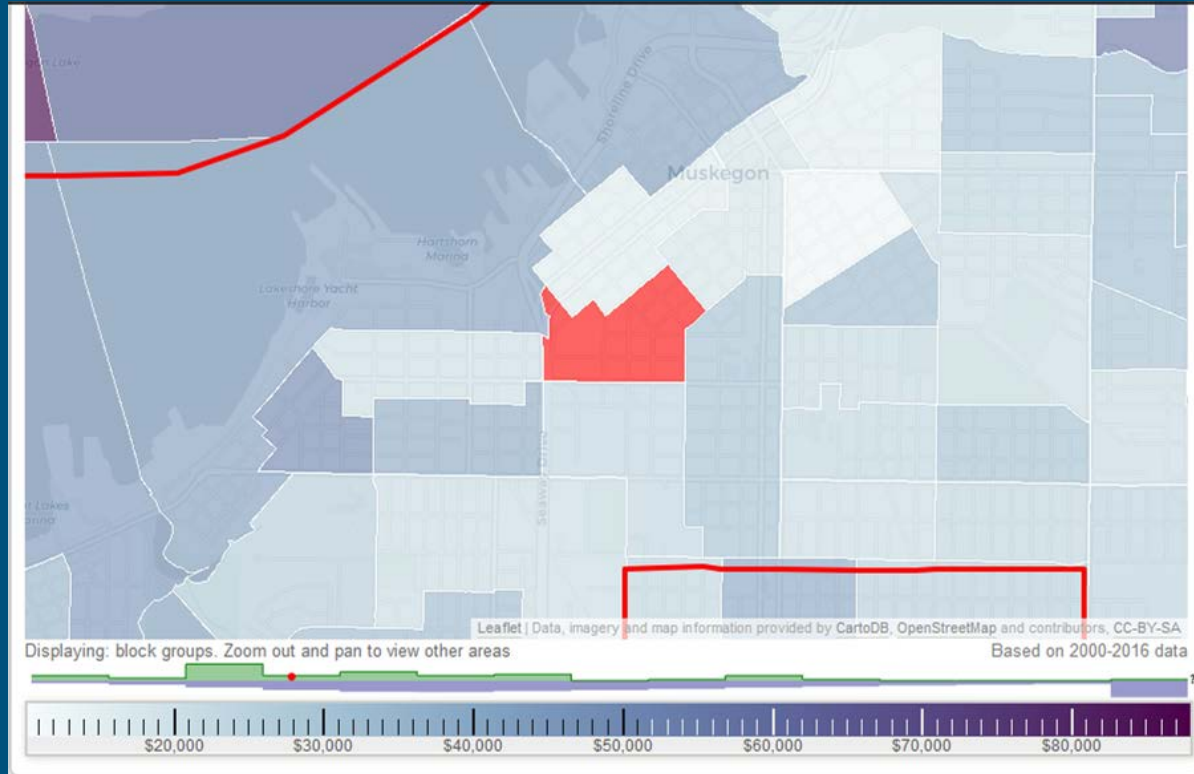 Shoreline Drive
Muskegon
Hartshorn
Marina
Lakeshore Yacht
Harbor
Seaway Drive
Leaflet | Data, imagery and map information provided by CartoDB, OpenStreetMap and contributors, CC-BY-SA
Displaying: block groups. Zoom out and pan to view other areas
Based on 2000-2016 data
$20,000 $30,000 $40,000 $50,000 $60,000 $70,000 $80,000